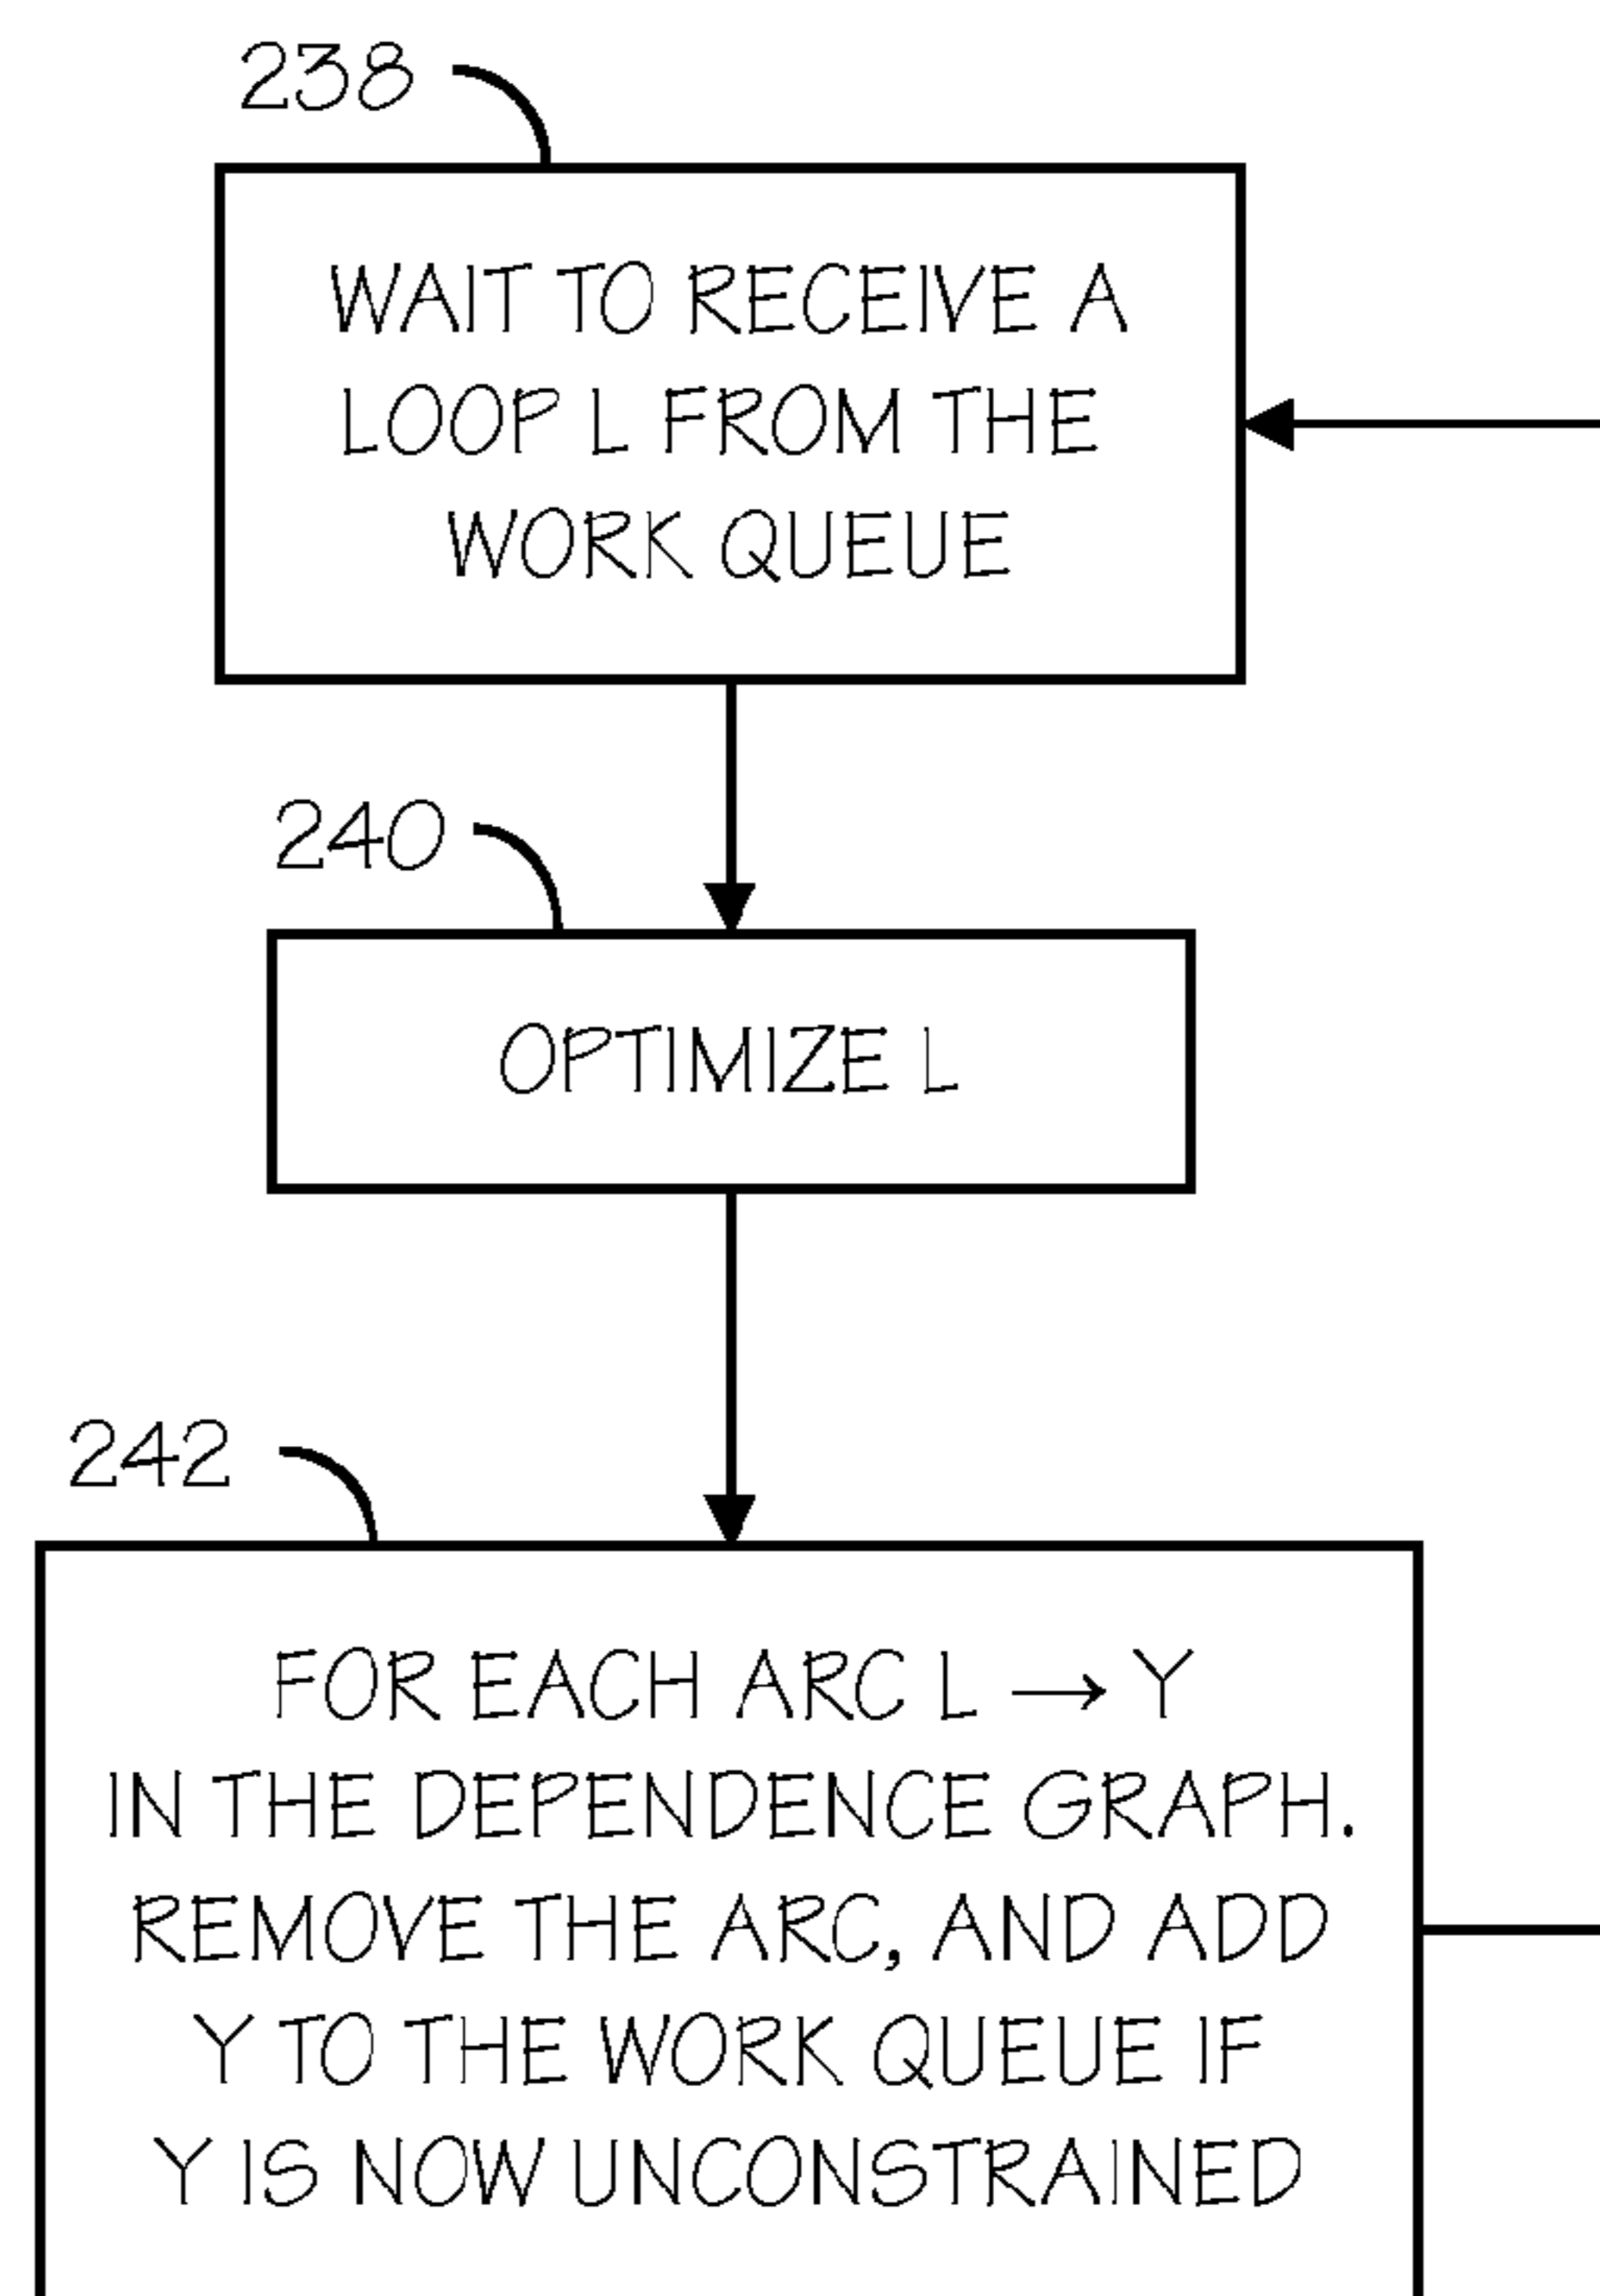 238
WAIT TO RECEIVE A
LOOP L FROM THE
WORK QUEUE
240
OPTIMIZE L
242
FOR EACH ARC L → Y
IN THE DEPENDENCE GRAPH.
REMOVE THE ARC, AND ADD
Y TO THE WORK QUEUE IF
Y IS NOW UNCONSTRAINED